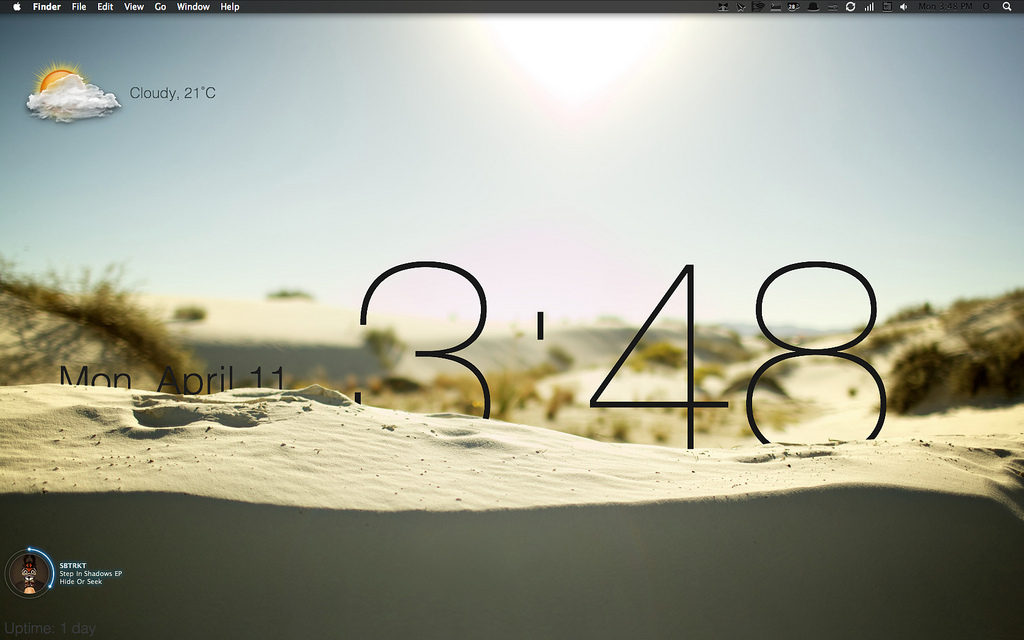 Finder File Edit View Go Window Help
Mon 3:48 PM
Cloudy, 21°C
3:48
Mon, April 11
SBTRKT
Step In Shadows EP
Hide Or Seek
Uptime: 1 day